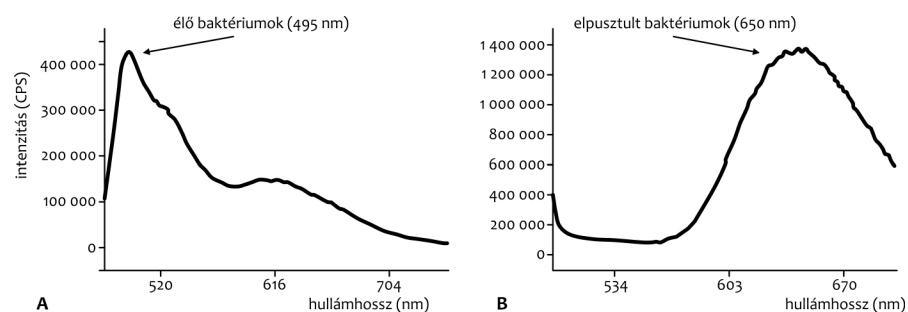 élő baktériumok (495 nm)
intenzitás (CPS)
400 000
300 000
200 000
100 000
0
520
616
704
A
hullámhossz (nm)
elpusztult baktériumok (650 nm)
1 400 000
1 200 000
1 000 000
800 000
600 000
400 000
200 000
0
534
603
670
B
hullámhossz (nm)